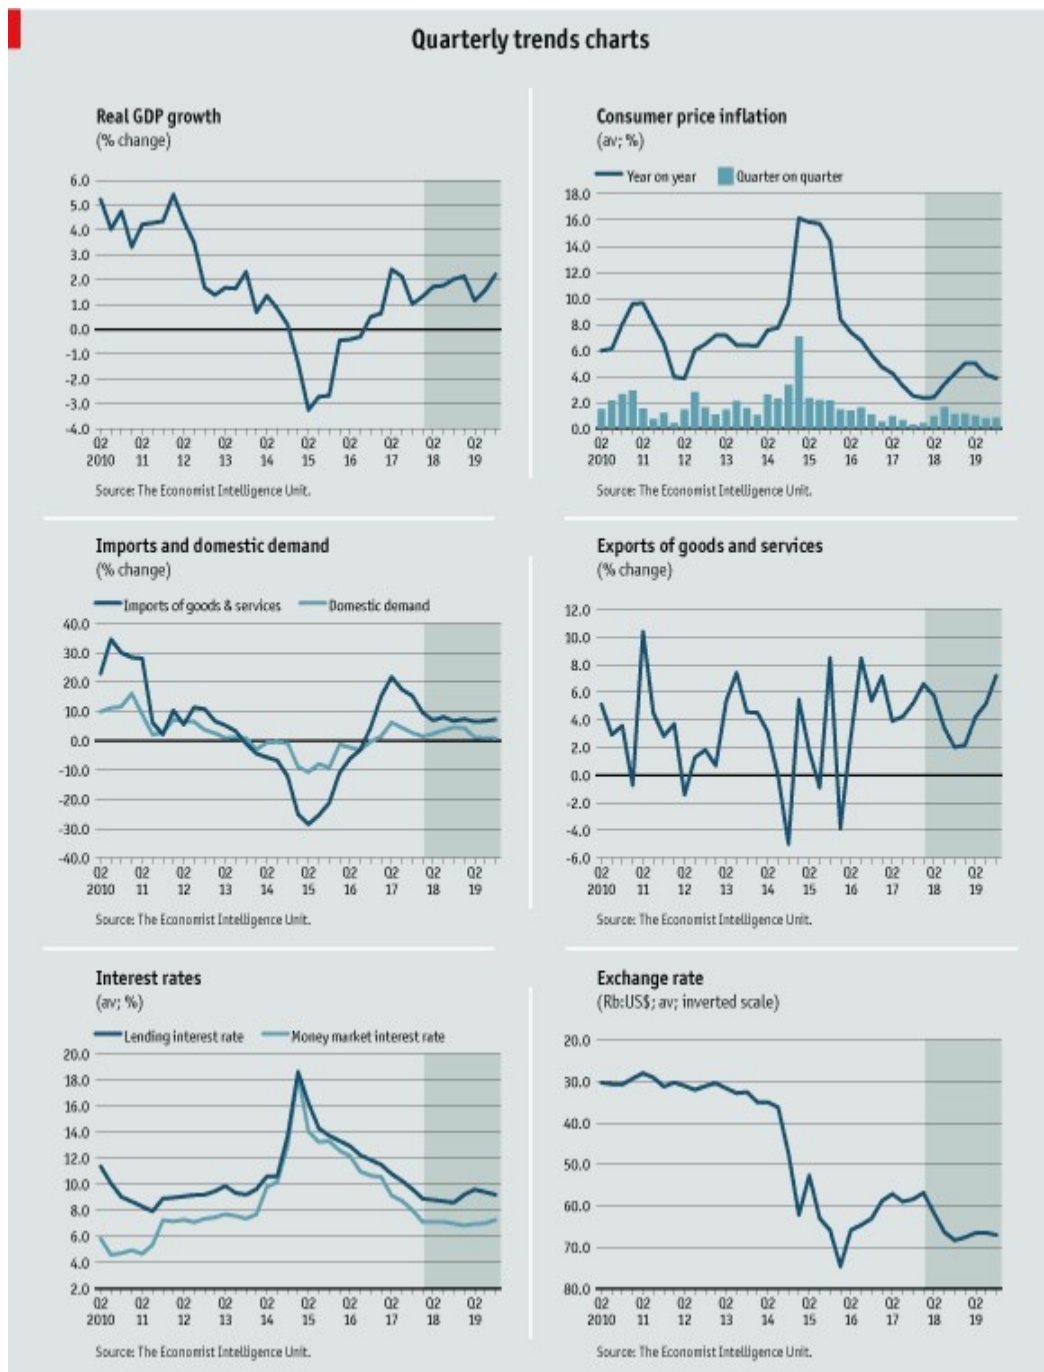 Quarterly trends charts
Real GDP growth
(% change)
6.0
5.0
4.0
3.0
2.0
1.0
0.0
-1.0
-2.0
-3.0
-4.0
Q2 Q2 Q2 Q2 Q2 Q2 Q2 Q2 Q2 Q2
2010 11 12 13 14 15 16 17 18 19
Source: The Economist Intelligence Unit.
Consumer price inflation
(av; %)
Year on year Quarter on quarter
18.0
16.0
14.0
12.0
10.0
8.0
6.0
4.0
2.0
0.0
Q2 Q2 Q2 Q2 Q2 Q2 Q2 Q2 Q2 Q2
2010 11 12 13 14 15 16 17 18 19
Source: The Economist Intelligence Unit.
Imports and domestic demand
(% change)
Imports of goods & services Domestic demand
40.0
30.0
20.0
10.0
0.0
-10.0
-20.0
-30.0
-40.0
Q2 Q2 Q2 Q2 Q2 Q2 Q2 Q2 Q2 Q2
2010 11 12 13 14 15 16 17 18 19
Source: The Economist Intelligence Unit.
Exports of goods and services
(% change)
12.0
10.0
8.0
6.0
4.0
2.0
0.0
-2.0
-4.0
-6.0
Q2 Q2 Q2 Q2 Q2 Q2 Q2 Q2 Q2 Q2
2010 11 12 13 14 15 16 17 18 19
Source: The Economist Intelligence Unit.
Interest rates
(av; %)
Lending interest rate Money market interest rate
20.0
18.0
16.0
14.0
12.0
10.0
8.0
6.0
4.0
2.0
Q2 Q2 Q2 Q2 Q2 Q2 Q2 Q2 Q2 Q2
2010 11 12 13 14 15 16 17 18 19
Source: The Economist Intelligence Unit.
Exchange rate
(Rb:US$; av; inverted scale)
20.0
30.0
40.0
50.0
60.0
70.0
80.0
Q2 Q2 Q2 Q2 Q2 Q2 Q2 Q2 Q2 Q2
2010 11 12 13 14 15 16 17 18 19
Source: The Economist Intelligence Unit.